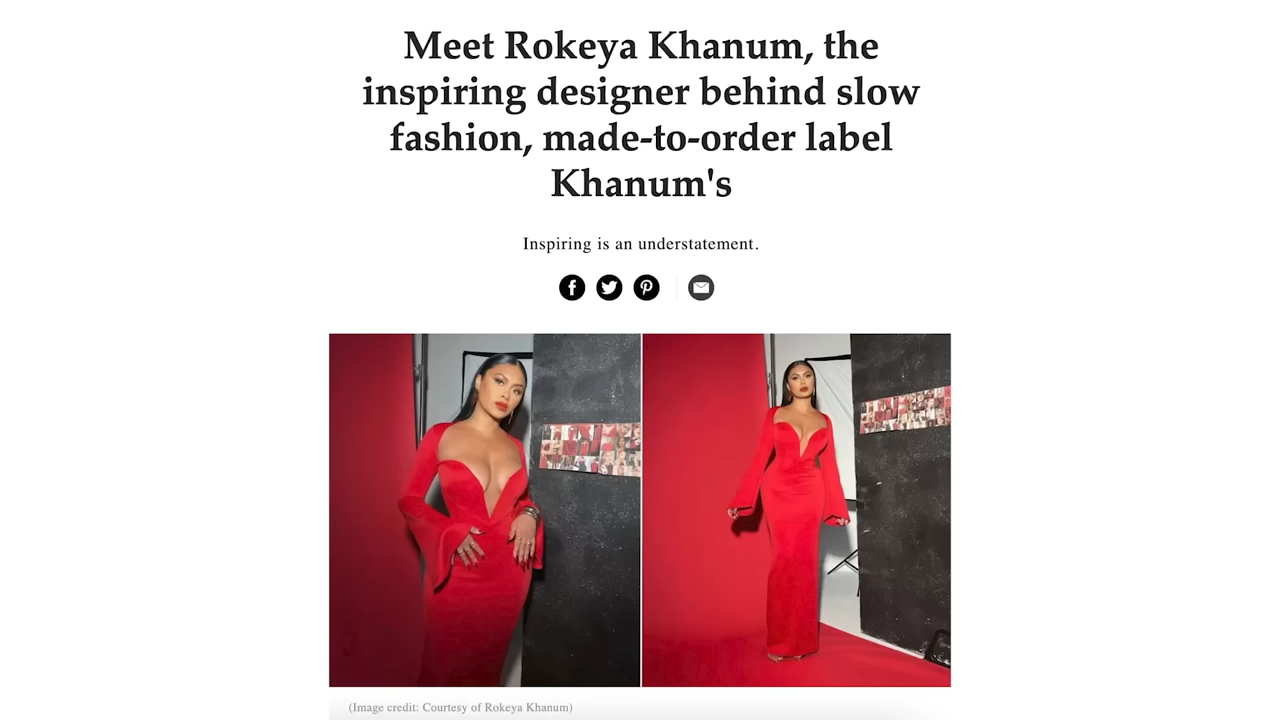 Meet Rokeya Khanum, the
inspiring designer behind slow
fashion, made-to-order label
Khanum's
Inspiring is an understatement.
(Image credit: Courtesy of Rokeya Khanum)